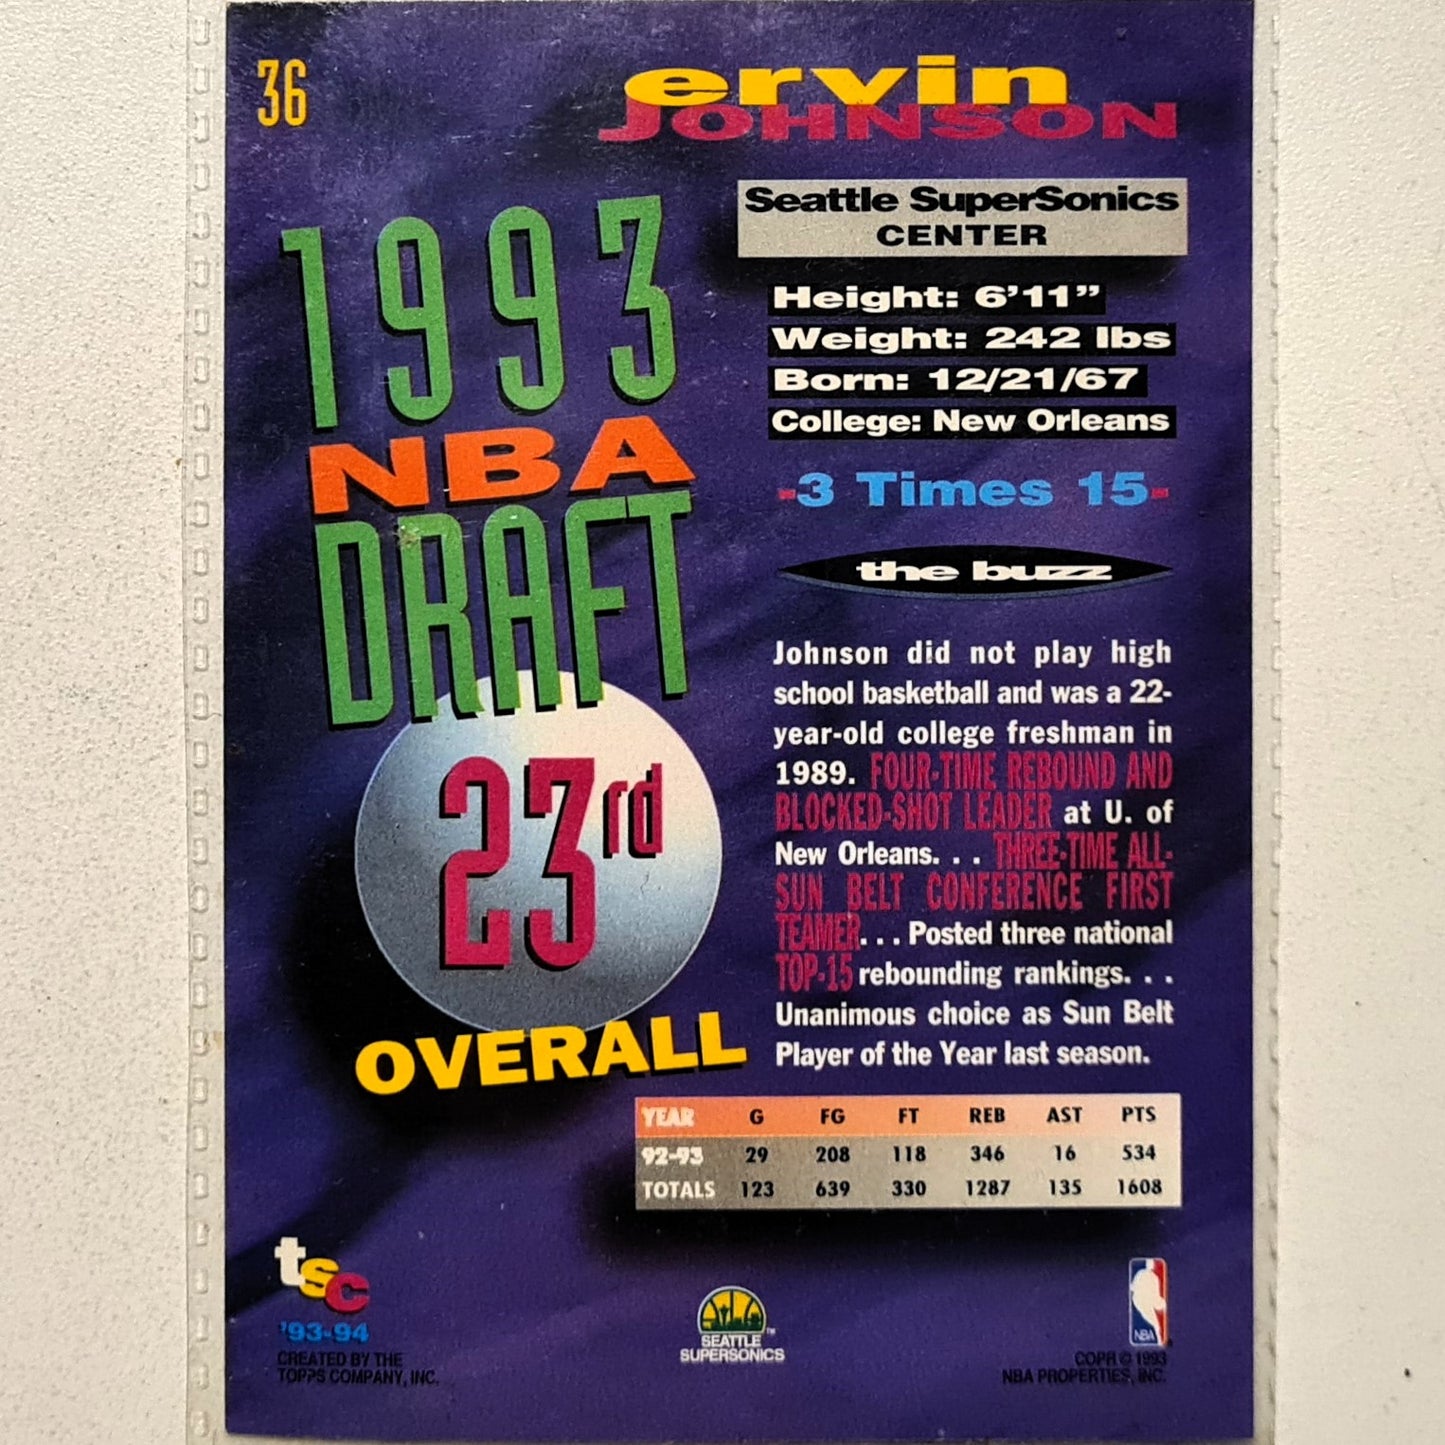 36
ervin
JOHNSON
Seattle SuperSonics
CENTER
Height: 6'11"
Weight: 242 lbs
Born: 12/21/67
College: New Orleans
-3 Times 15-
the buzz
Johnson did not play high
school basketball and was a 22-
year-old college freshman in
1989. FOUR-TIME REBOUND AND
BLOCKED-SHOT LEADER at U. of
New Orleans. . . THREE-TIME ALL-
SUN BELT CONFERENCE FIRST
TEAMER. . . Posted three national
TOP-15 rebounding rankings. . .
Unanimous choice as Sun Belt
Player of the Year last season.
1993
NBA
DRAFT
23rd
OVERALL
YEAR G FG FT REB AST PTS
92-93 29 208 118 346 16 534
TOTALS 123 639 330 1287 135 1608
tsc
'93-94
CREATED BY THE
TOPPS COMPANY, INC.
SEATTLE
SUPERSONICS
TM
NBA
COPR © 1993
NBA PROPERTIES, INC.